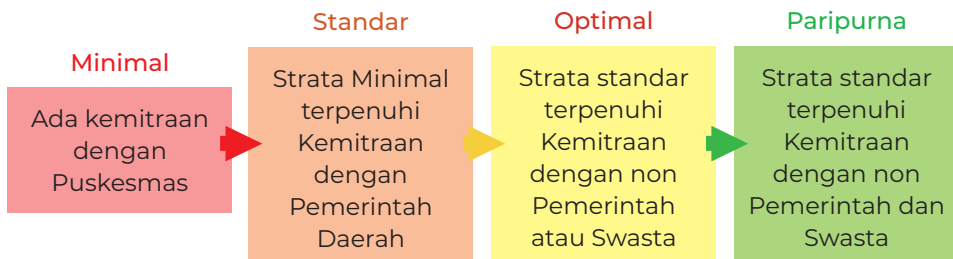 Minimal
Ada kemitraan
dengan
Puskesmas
Standar
Strata Minimal
terpenuhi
Kemitraan
dengan
Pemerintah
Daerah
Optimal
Strata standar
terpenuhi
Kemitraan
dengan non
Pemerintah
atau Swasta
Paripurna
Strata standar
terpenuhi
Kemitraan
dengan non
Pemerintah dan
Swasta